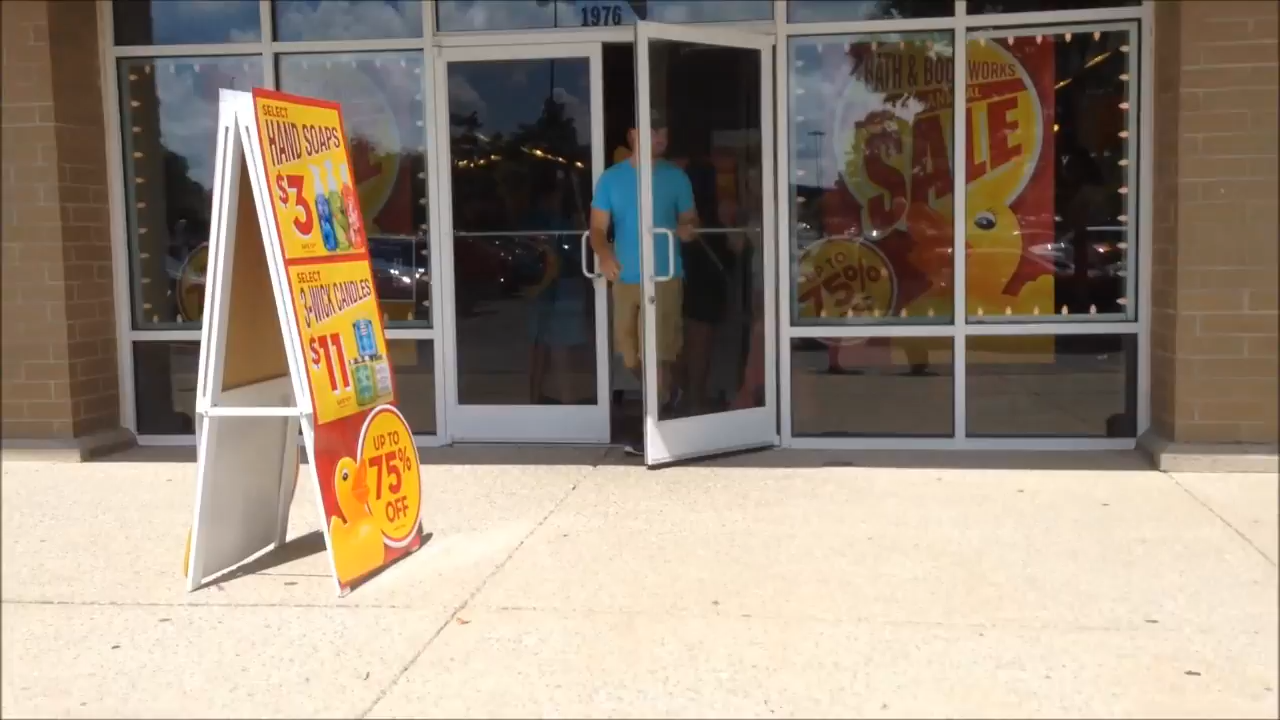 1976
SELECT
HAND SOAPS
$3
SELECT
3-WICK CANDLES
$11
UP TO
75%
OFF
BATH & BODY WORKS
ANNUAL
SALE
UP TO
75%